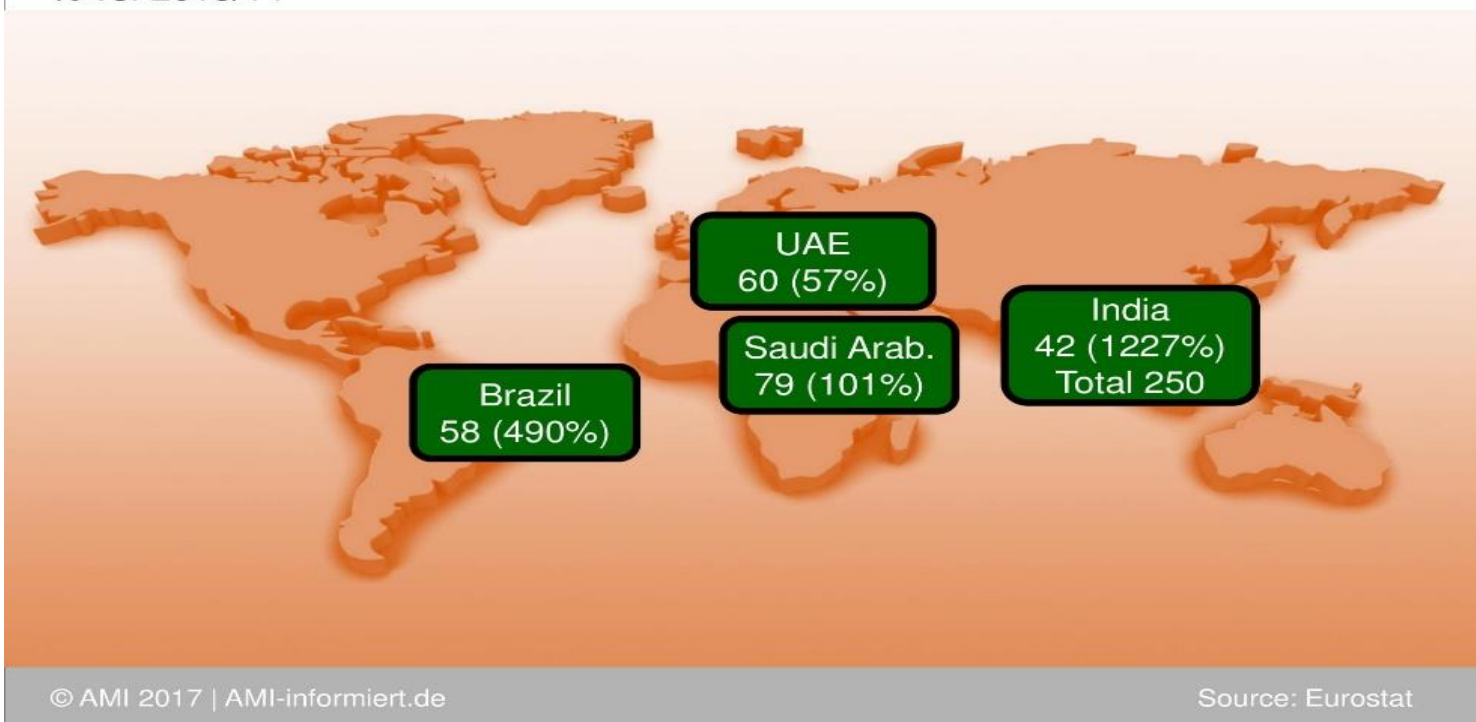 UAE
60 (57%)
India
42 (1227%)
Total 250
Saudi Arab.
79 (101%)
Brazil
58 (490%)
© AMI 2017 | AMI-informiert.de
Source: Eurostat